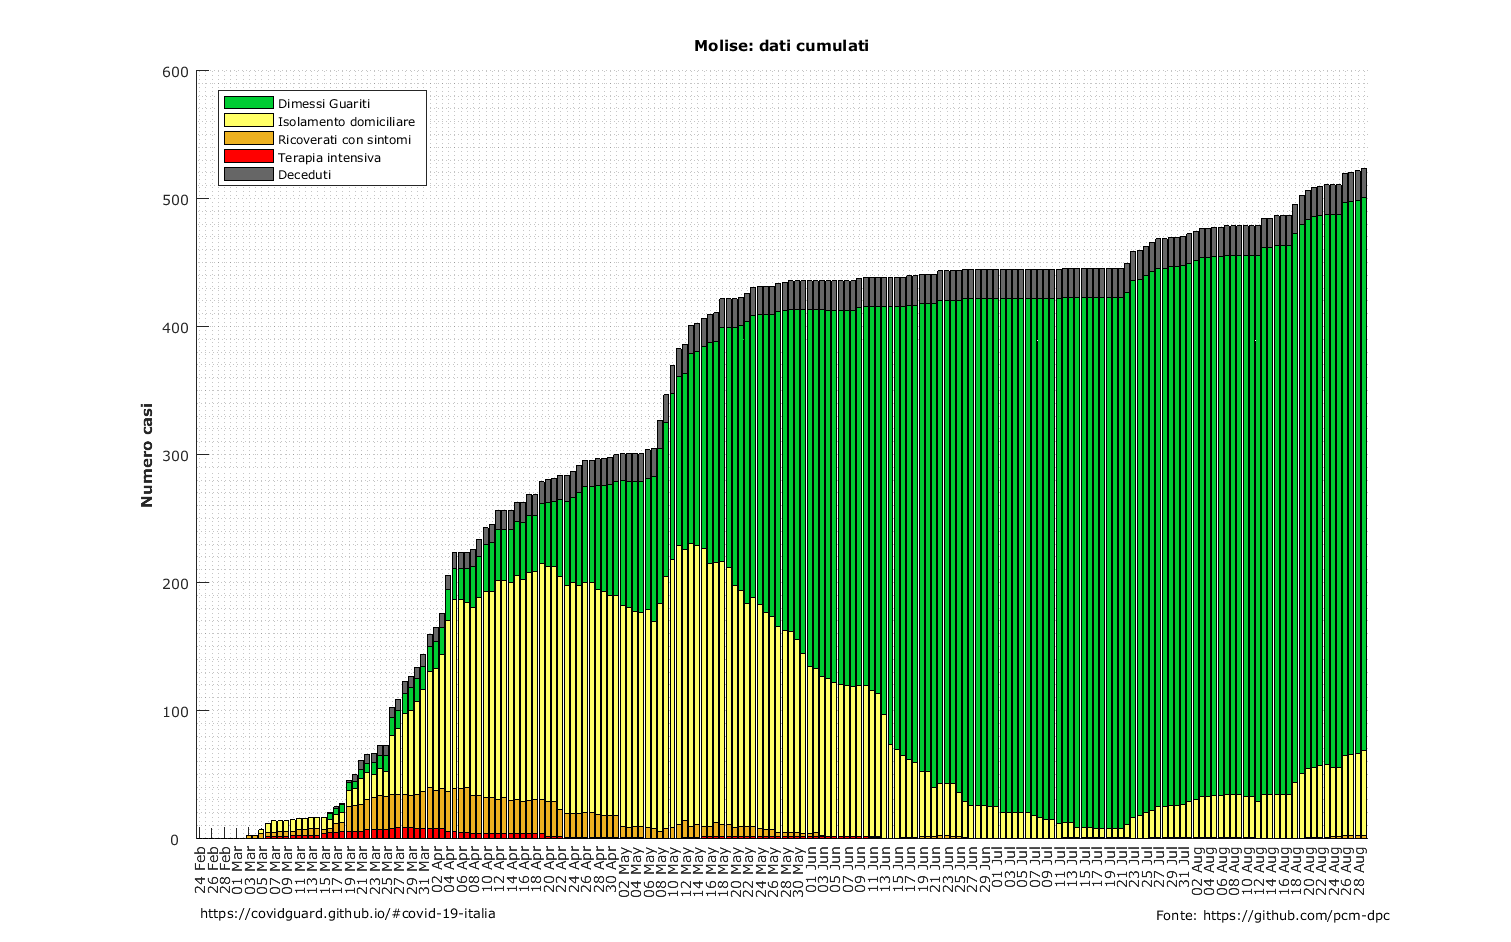 Molise: dati cumulati
600
500
400
300
200
100
0
Numero casi
Dimessi Guariti
Isolamento domiciliare
Ricoverati con sintomi
Terapia intensiva
Deceduti
24 Feb
26 Feb
28 Feb
01 Mar
03 Mar
05 Mar
07 Mar
09 Mar
11 Mar
13 Mar
15 Mar
17 Mar
19 Mar
21 Mar
23 Mar
25 Mar
27 Mar
29 Mar
31 Mar
02 Apr
04 Apr
06 Apr
08 Apr
10 Apr
12 Apr
14 Apr
16 Apr
18 Apr
20 Apr
22 Apr
24 Apr
26 Apr
28 Apr
30 Apr
02 May
04 May
06 May
08 May
10 May
12 May
14 May
16 May
18 May
20 May
22 May
24 May
26 May
28 May
30 May
01 Jun
03 Jun
05 Jun
07 Jun
09 Jun
11 Jun
13 Jun
15 Jun
17 Jun
19 Jun
21 Jun
23 Jun
25 Jun
27 Jun
29 Jun
01 Jul
03 Jul
05 Jul
07 Jul
09 Jul
11 Jul
13 Jul
15 Jul
17 Jul
19 Jul
21 Jul
23 Jul
25 Jul
27 Jul
29 Jul
31 Jul
02 Aug
04 Aug
06 Aug
08 Aug
10 Aug
12 Aug
14 Aug
16 Aug
18 Aug
20 Aug
22 Aug
24 Aug
26 Aug
28 Aug
https://covidguard.github.io/#covid-19-italia
Fonte: https://github.com/pcm-dpc